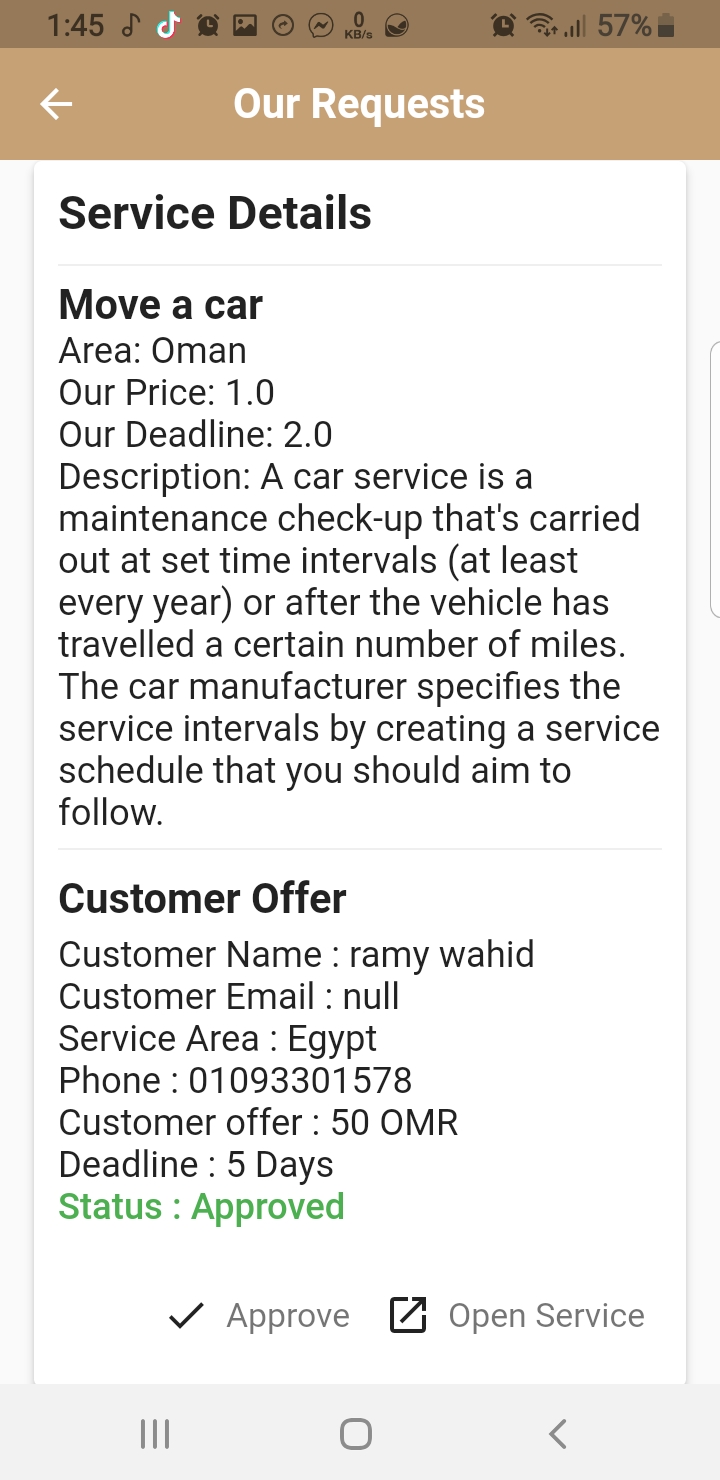 1:45 0 KB/s 57%
Our Requests
Service Details
Move a car
Area: Oman
Our Price: 1.0
Our Deadline: 2.0
Description: A car service is a
maintenance check-up that's carried
out at set time intervals (at least
every year) or after the vehicle has
travelled a certain number of miles.
The car manufacturer specifies the
service intervals by creating a service
schedule that you should aim to
follow.
Customer Offer
Customer Name : ramy wahid
Customer Email : null
Service Area : Egypt
Phone : 01093301578
Customer offer : 50 OMR
Deadline : 5 Days
Status : Approved
Approve Open Service